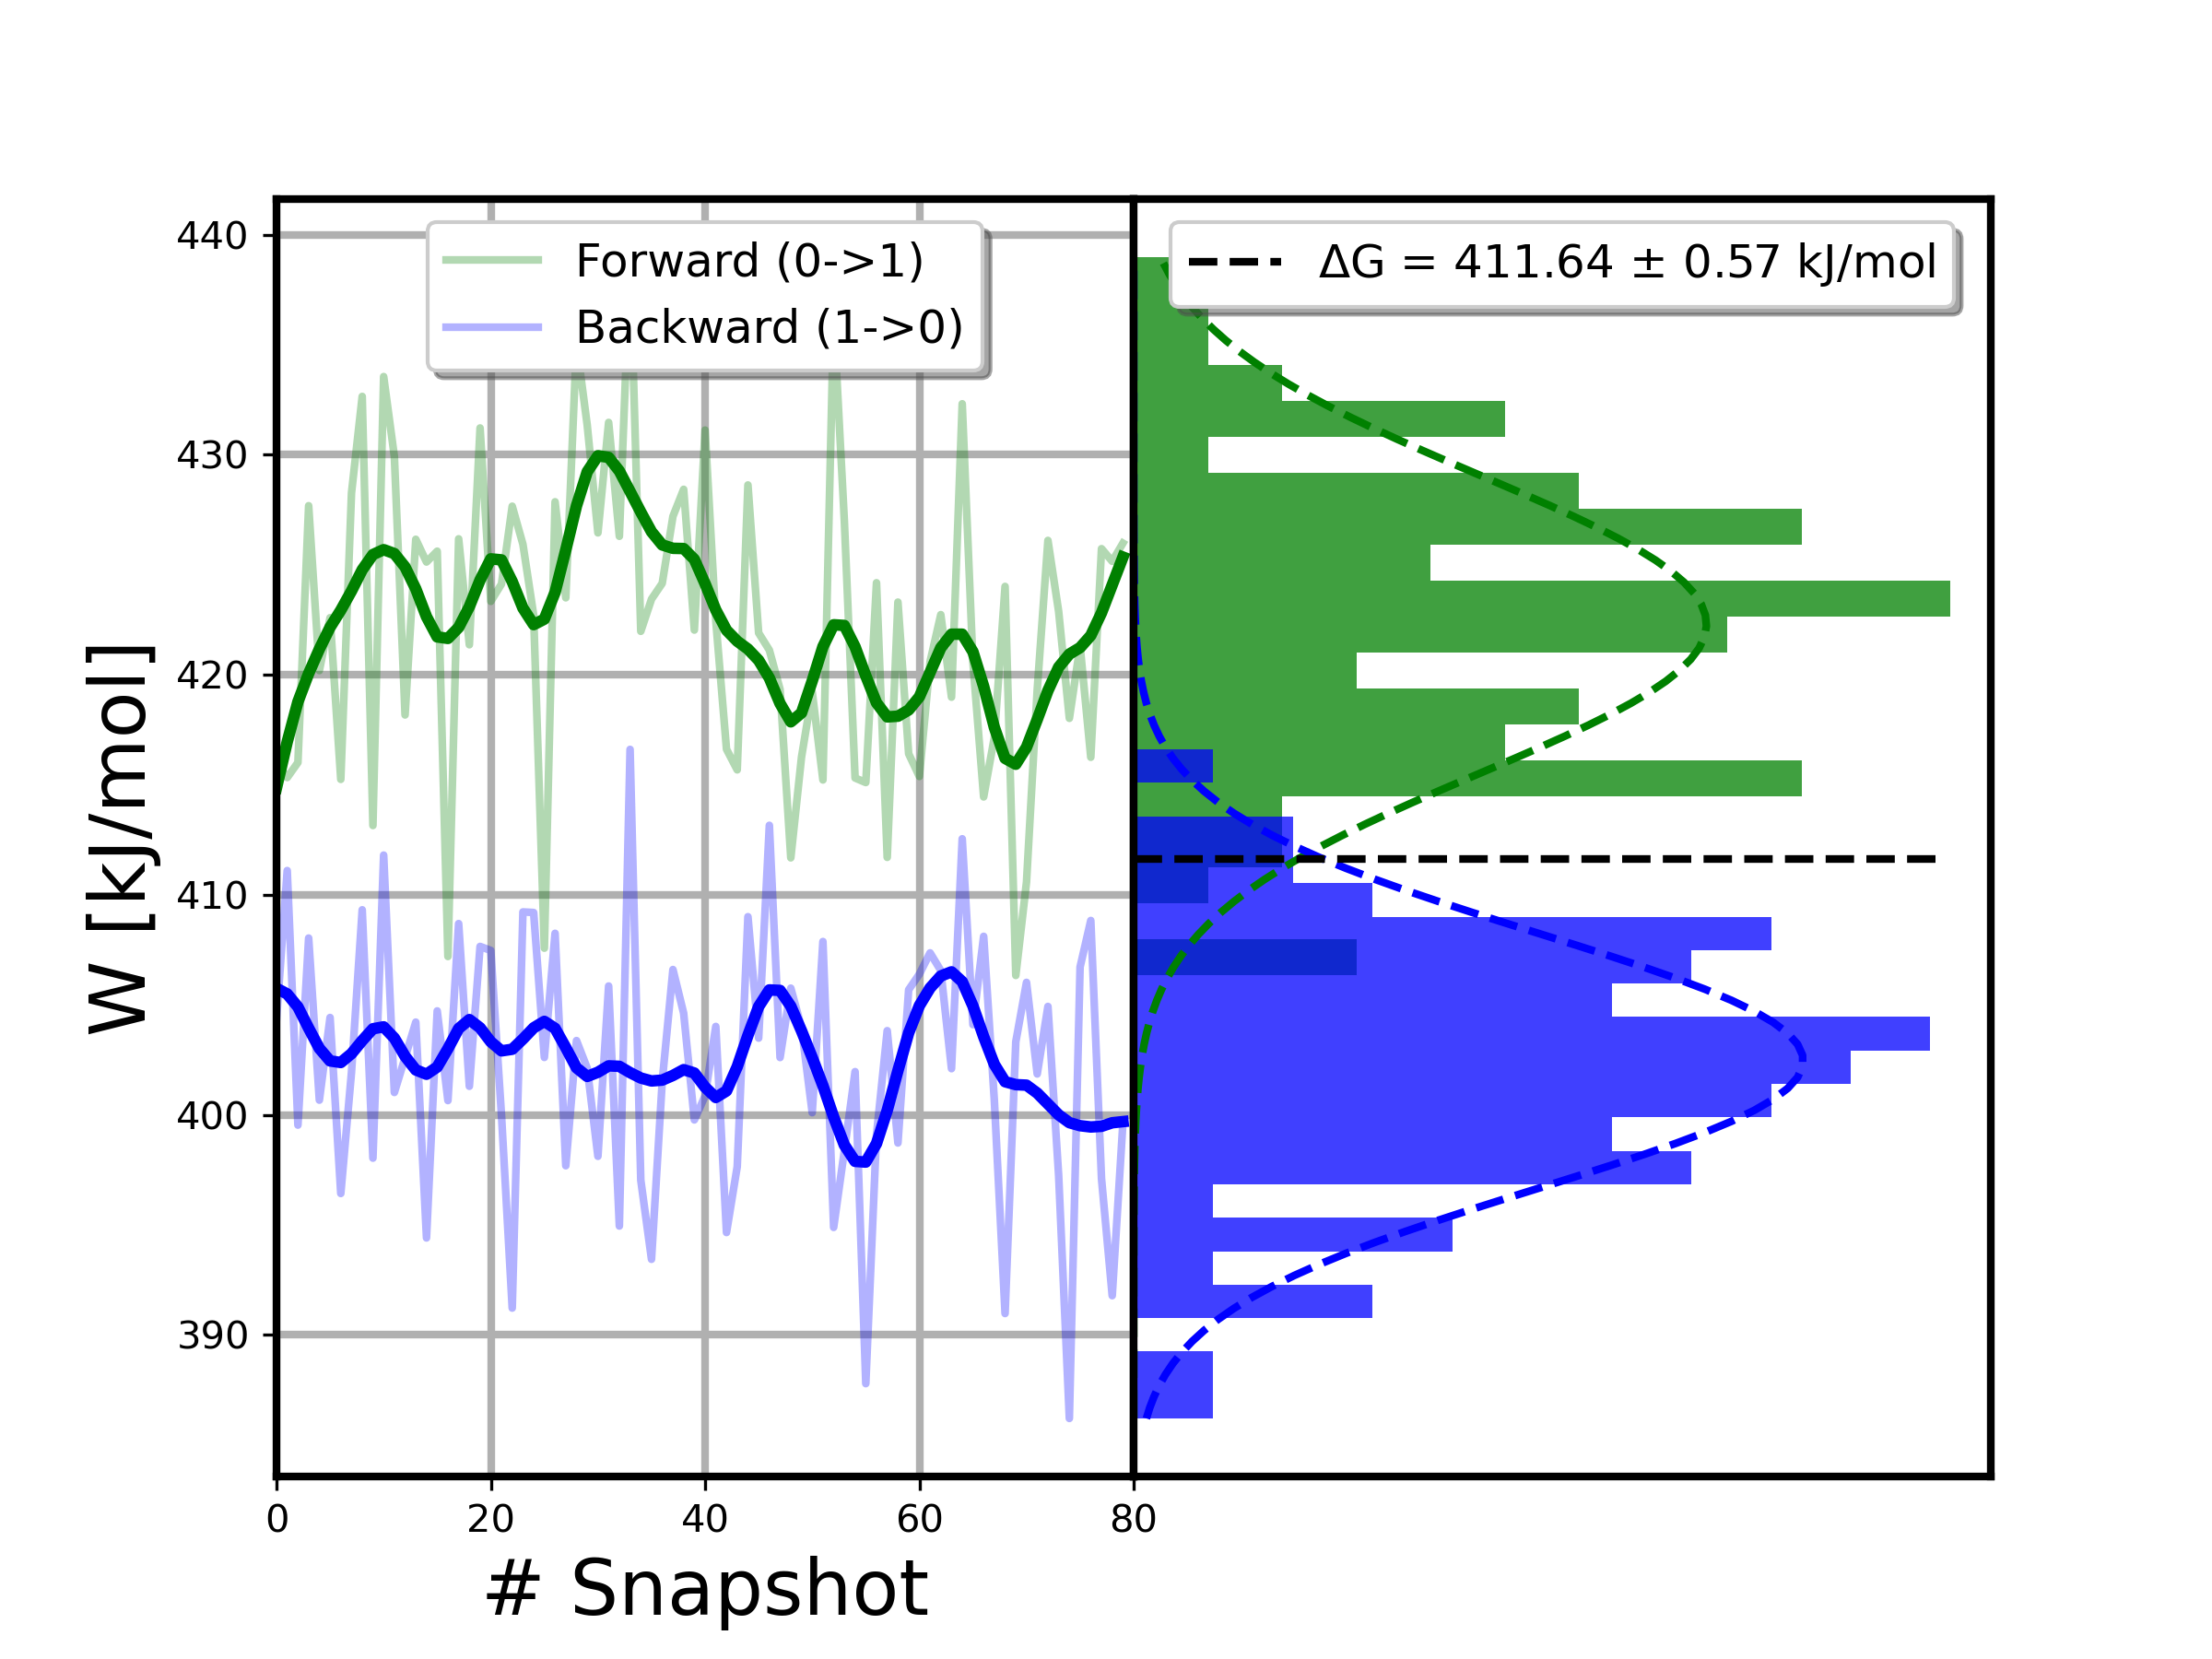 Forward (0->1)
Backward (1->0)
ΔG = 411.64 ± 0.57 kJ/mol
W [kJ/mol]
440
430
420
410
400
390
0 20 40 60 80
# Snapshot